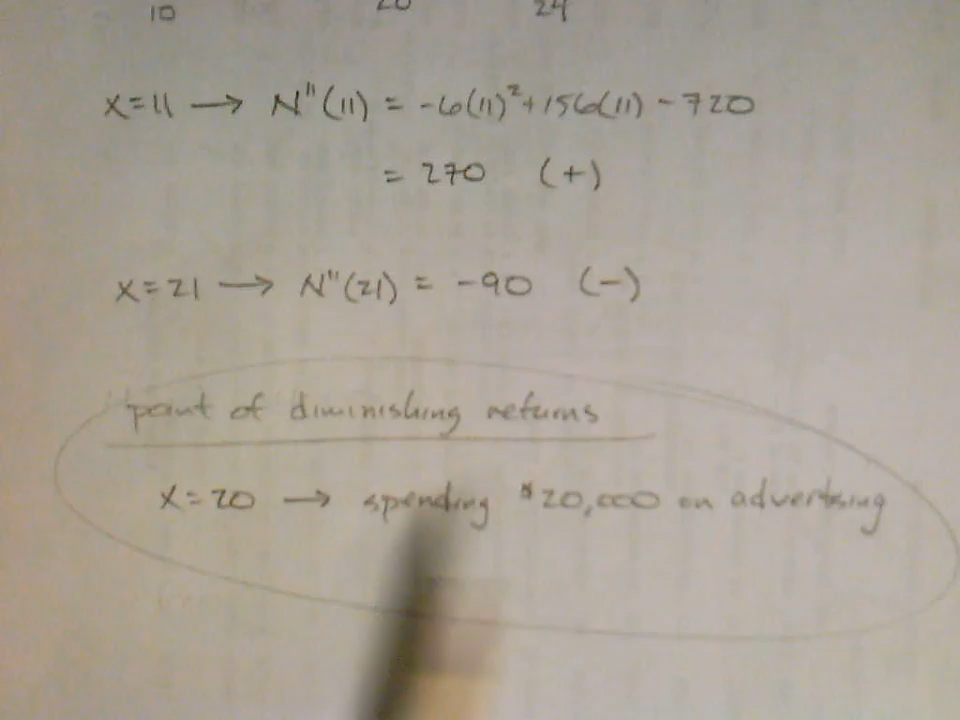 10 20 24
x=11 → N"(11) = -6(11)²+156(11) - 720
= 270 (+)
x=21 → N"(21) = -90 (-)
point of diminishing returns
x=20 → spending $20,000 on advertising